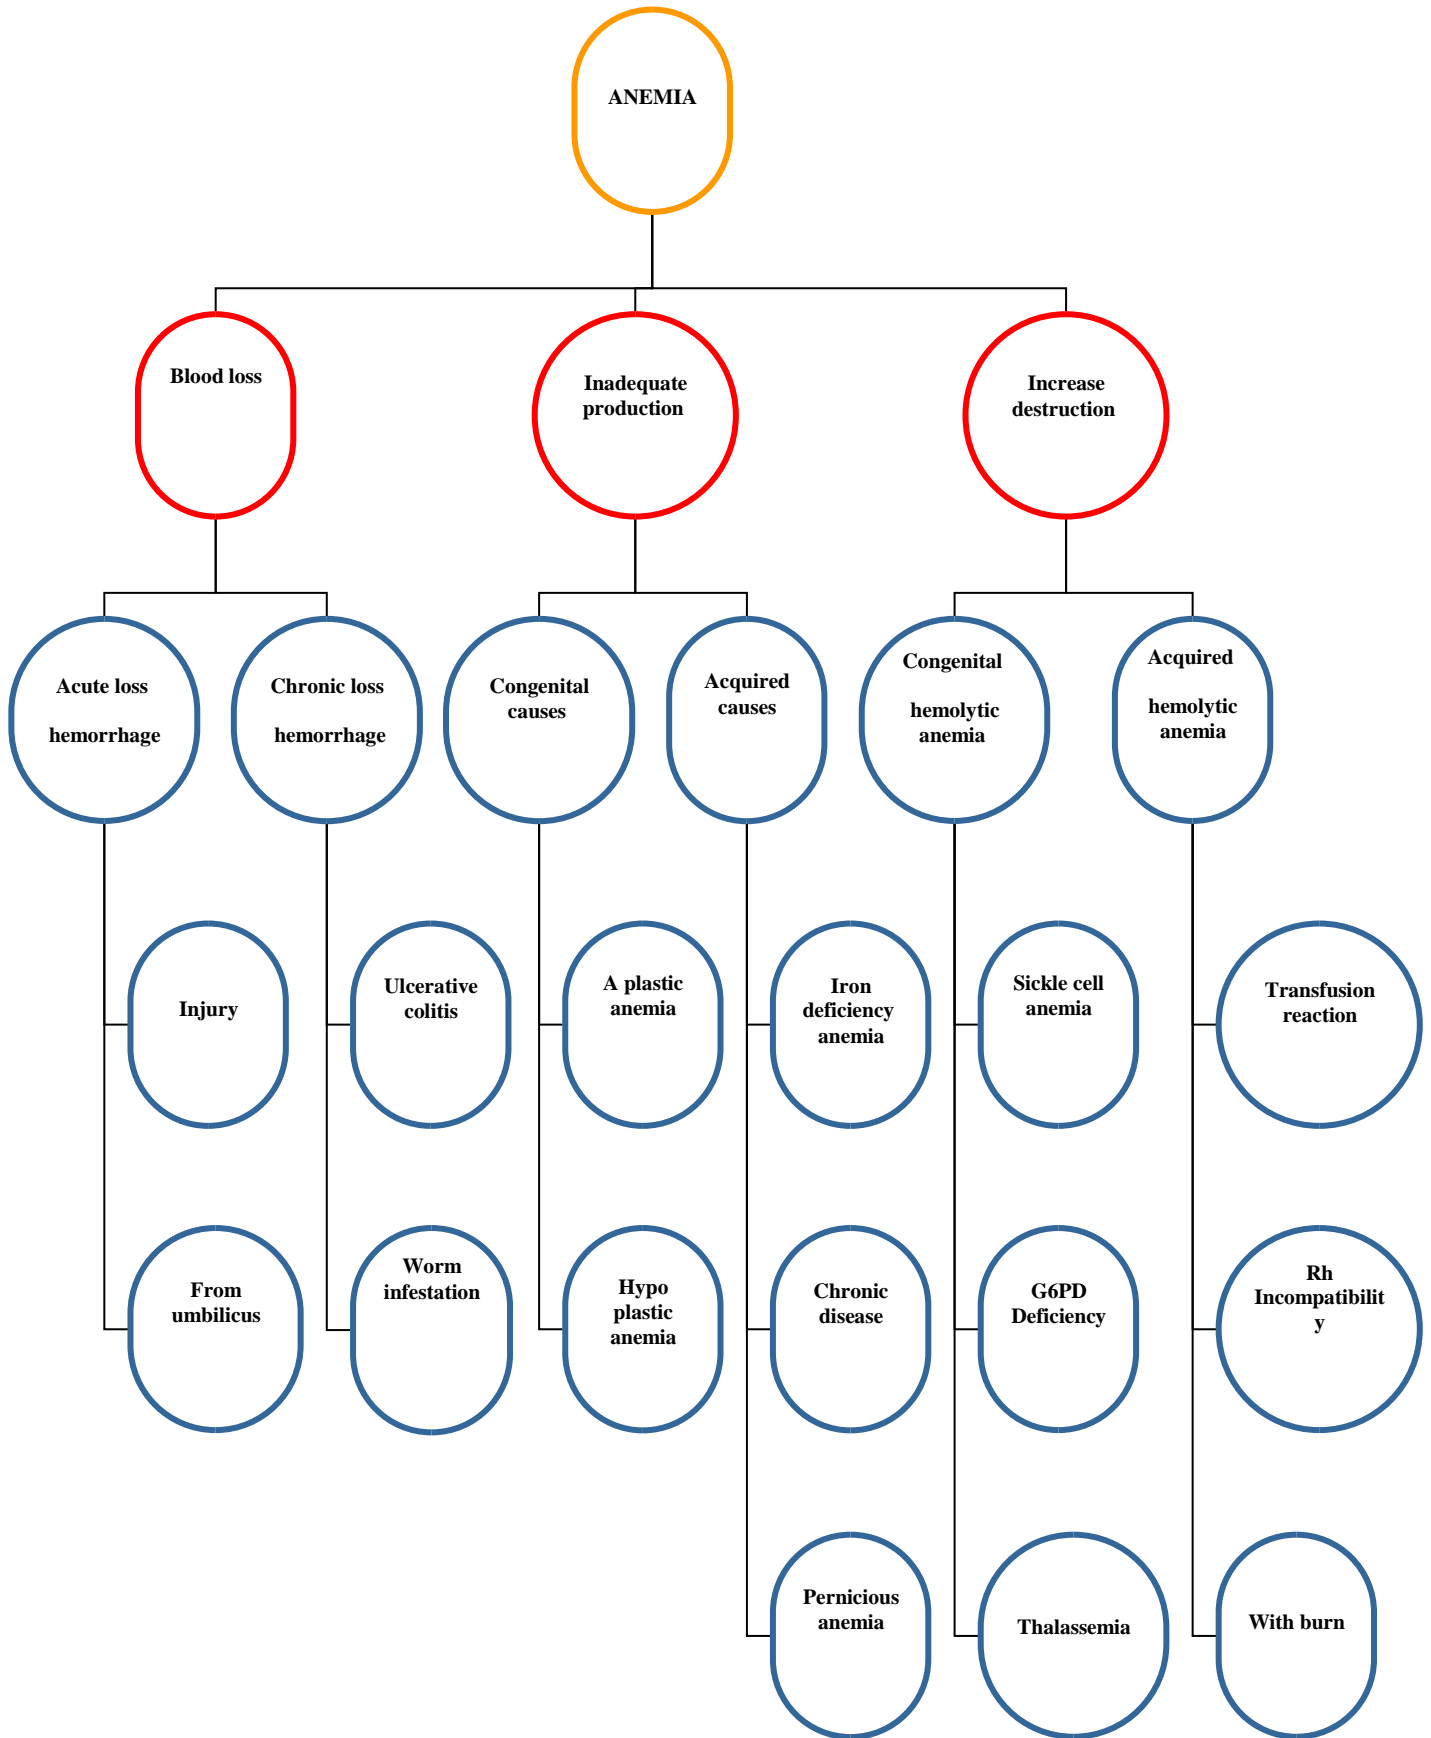 ANEMIA
Blood loss
Inadequate
production
Increase
destruction
Acute loss
hemorrhage
Chronic loss
hemorrhage
Congenital
causes
Acquired
causes
Congenital
hemolytic
anemia
Acquired
hemolytic
anemia
Injury
Ulcerative
colitis
A plastic
anemia
Iron
deficiency
anemia
Sickle cell
anemia
Transfusion
reaction
From
umbilicus
Worm
infestation
Hypo
plastic
anemia
Chronic
disease
G6PD
Deficiency
Rh
Incompatibilit
y
Pernicious
anemia
Thalassemia
With burn